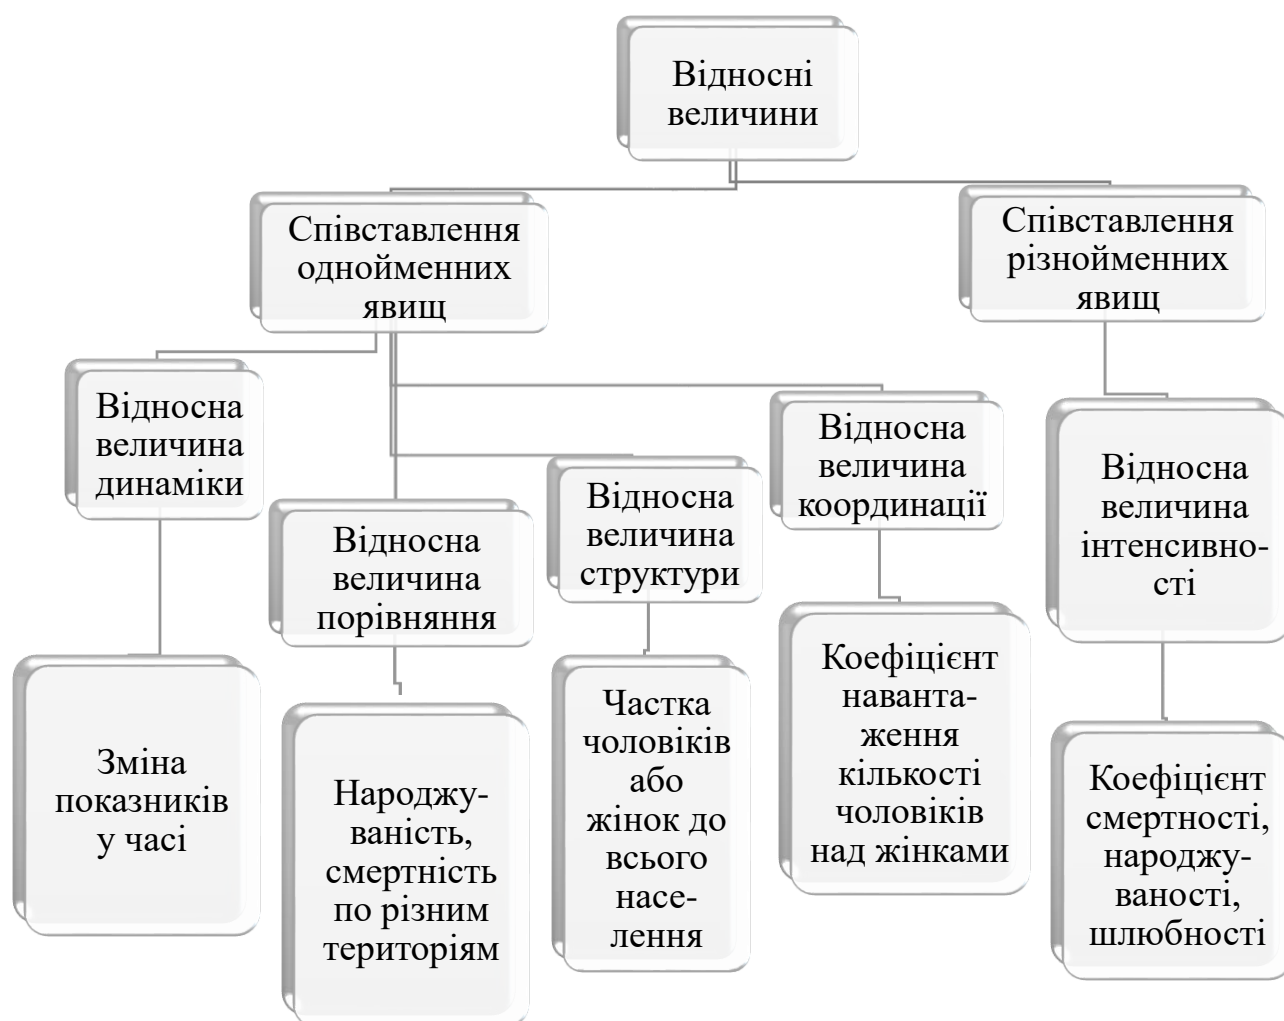 Відносні
величини
Співставлення
однойменних
явищ
Співставлення
різнойменних
явищ
Відносна
величина
динаміки
Відносна
величина
порівняння
Відносна
величина
структури
Відносна
величина
координації
Відносна
величина
інтенсивно-
сті
Зміна
показників
у часі
Народжу-
ваність,
смертність
по різним
територіям
Частка
чоловіків
або
жінок до
всього
насе-
лення
Коефіцієнт
наванта-
ження
кількості
чоловіків
над жінками
Коефіцієнт
смертності,
народжу-
ваності,
шлюбності